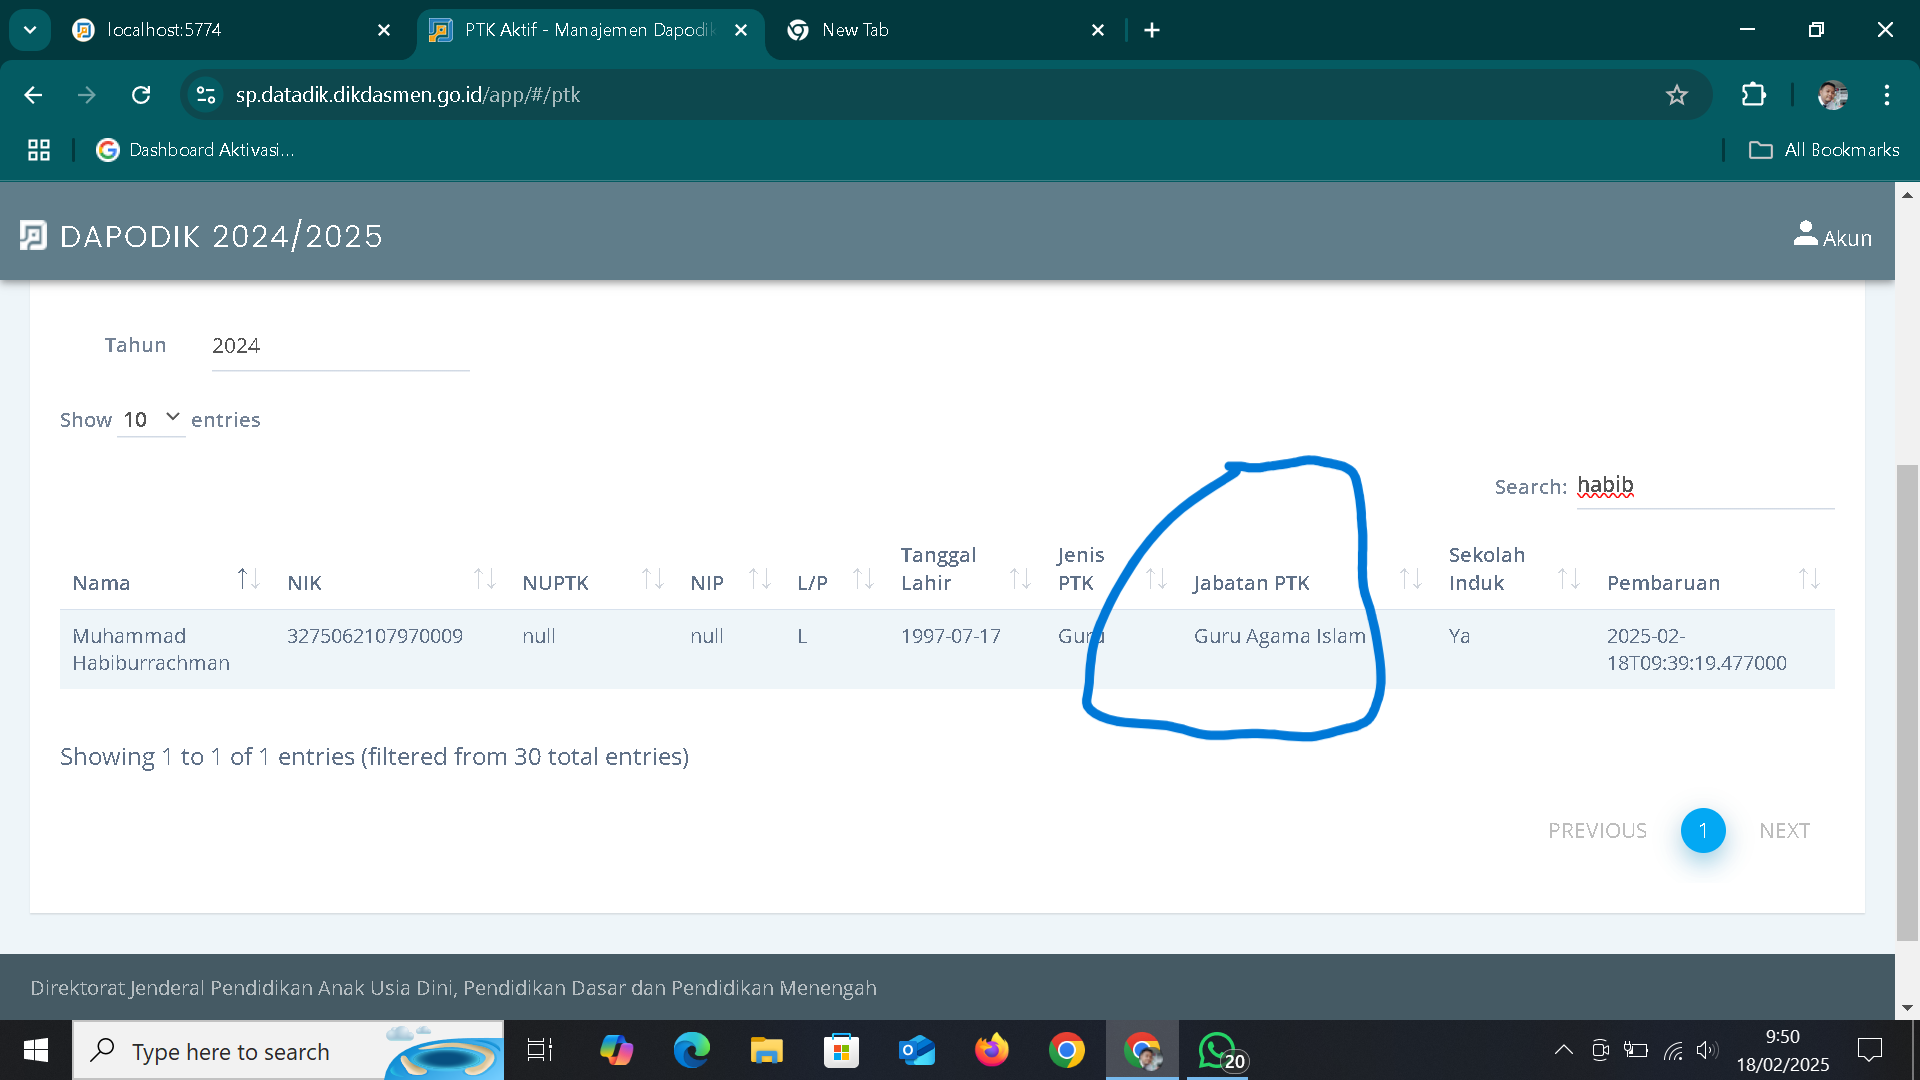 localhost:5774
PTK Aktif - Manajemen Dapodik
New Tab
sp.datadik.dikdasmen.go.id/app/#/ptk
Dashboard Aktivasi...
All Bookmarks
DAPODIK 2024/2025
Akun
Tahun 2024
Show 10 entries
Search: habib
Nama NIK NUPTK NIP L/P Tanggal Lahir Jenis PTK Jabatan PTK Sekolah Induk Pembaruan
Muhammad Habiburrachman 3275062107970009 null null L 1997-07-17 Guru Guru Agama Islam Ya 2025-02-18T09:39:19.477000
Showing 1 to 1 of 1 entries (filtered from 30 total entries)
PREVIOUS 1 NEXT
Direktorat Jenderal Pendidikan Anak Usia Dini, Pendidikan Dasar dan Pendidikan Menengah
Type here to search
20
9:50
18/02/2025